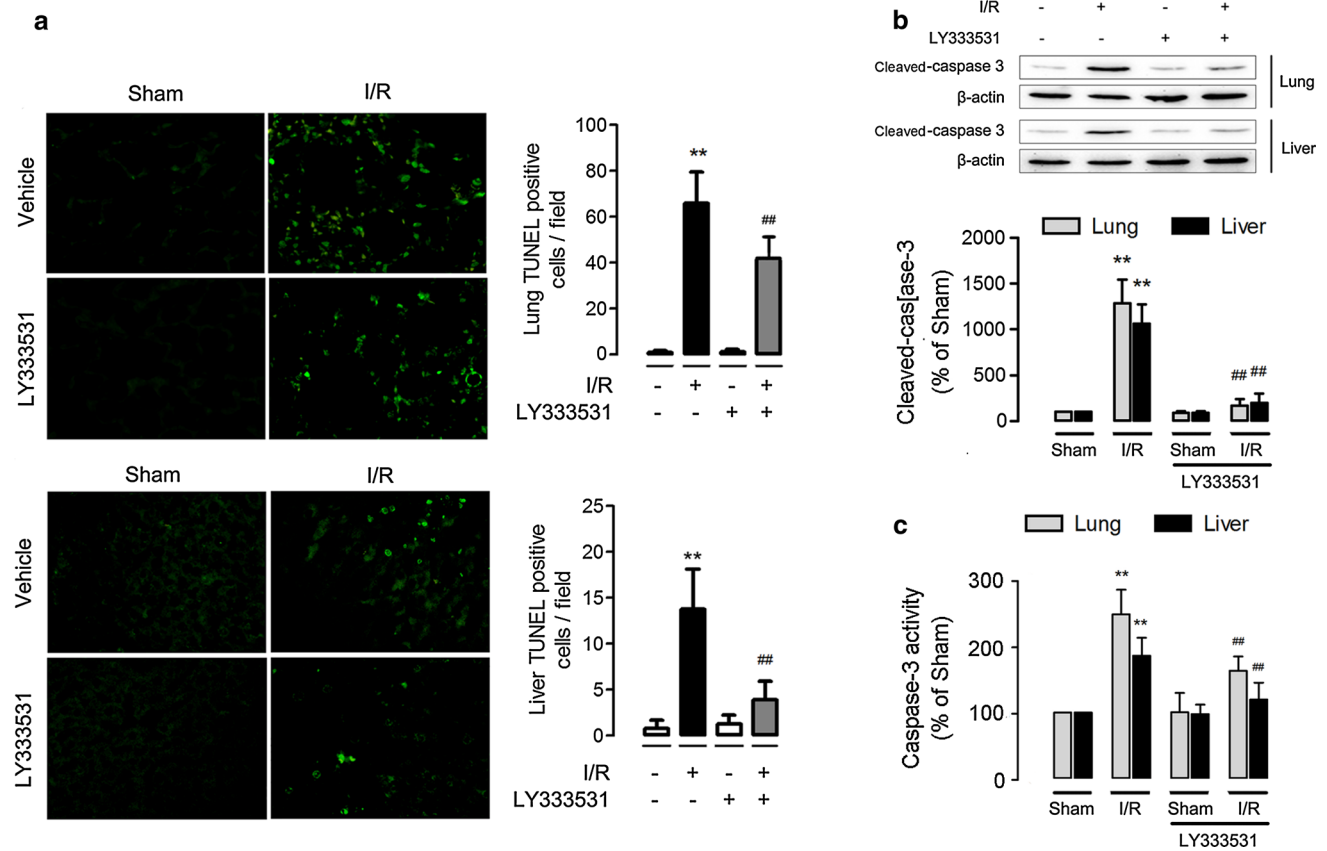 a
Sham I/R
Vehicle
LY333531
100
80
60
40
20
0
Lung TUNEL positive
cells / field
**
##
I/R - + - +
LY333531 - - + +
Sham I/R
Vehicle
LY333531
25
20
15
10
5
0
Liver TUNEL positive
cells / field
**
##
I/R - + - +
LY333531 - - + +
b
I/R - + - +
LY333531 - - + +
Cleaved-caspase 3
β-actin
Lung
Cleaved-caspase 3
β-actin
Liver
Lung Liver
2000
1500
1000
500
0
Cleaved-cas[ase-3
(% of Sham)
** **
## ##
Sham I/R Sham I/R
LY333531
c
Lung Liver
300
200
100
0
Caspase-3 activity
(% of Sham)
** **
## ##
Sham I/R Sham I/R
LY333531